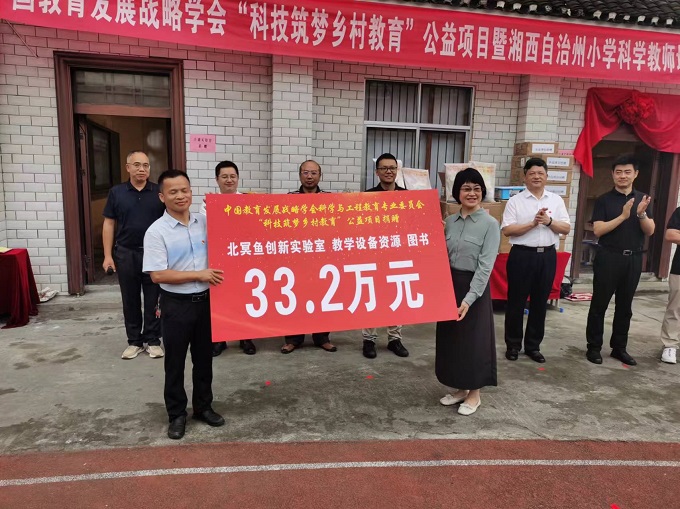 国教育发展战略学会“科技筑梦乡村教育”公益项目暨湘西自治州小学科学教师
中国教育发展战略学会科学与工程教育专业委员会
“科技筑梦乡村教育”公益项目捐赠
北冥鱼创新实验室 教学设备资源 图书
33.2万元